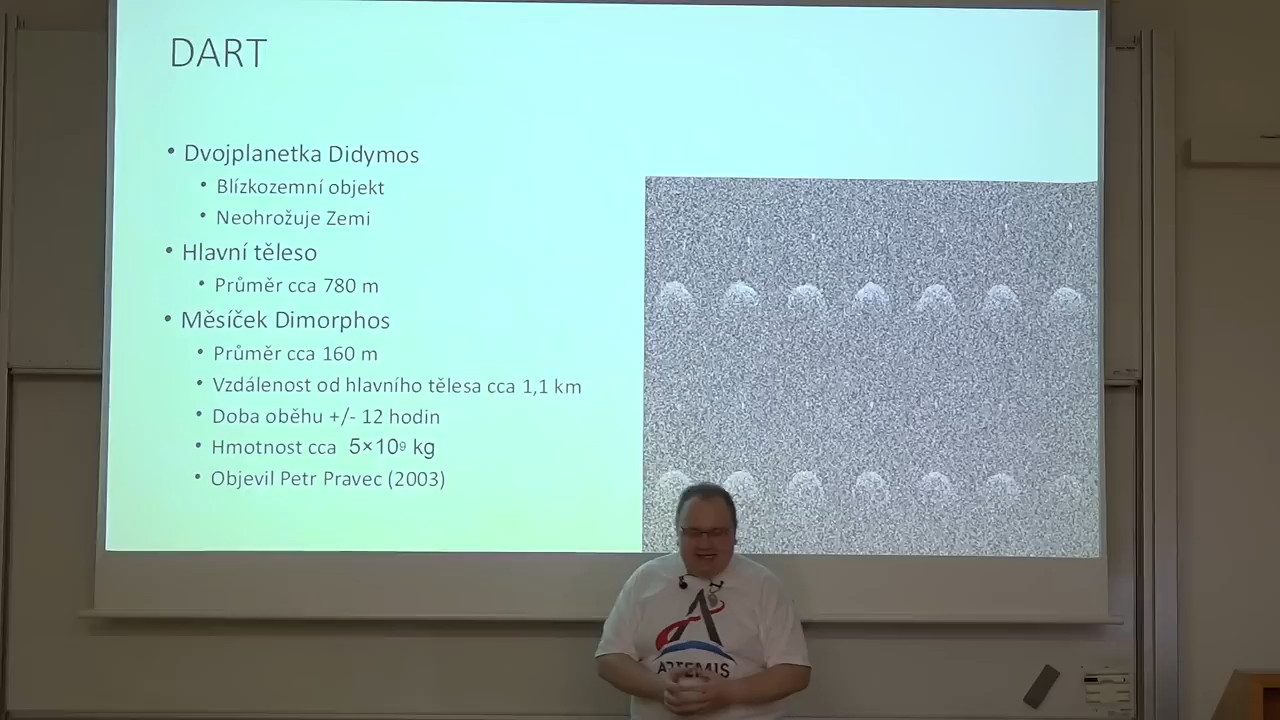 DART
• Dvojplanetka Didymos
• Blízkozemní objekt
• Neohrožuje Zemi
• Hlavní těleso
• Průměr cca 780 m
• Měsíček Dimorphos
• Průměr cca 160 m
• Vzdálenost od hlavního tělesa cca 1,1 km
• Doba oběhu +/- 12 hodin
• Hmotnost cca 5×10⁹ kg
• Objevil Petr Pravec (2003)
ARTEMIS